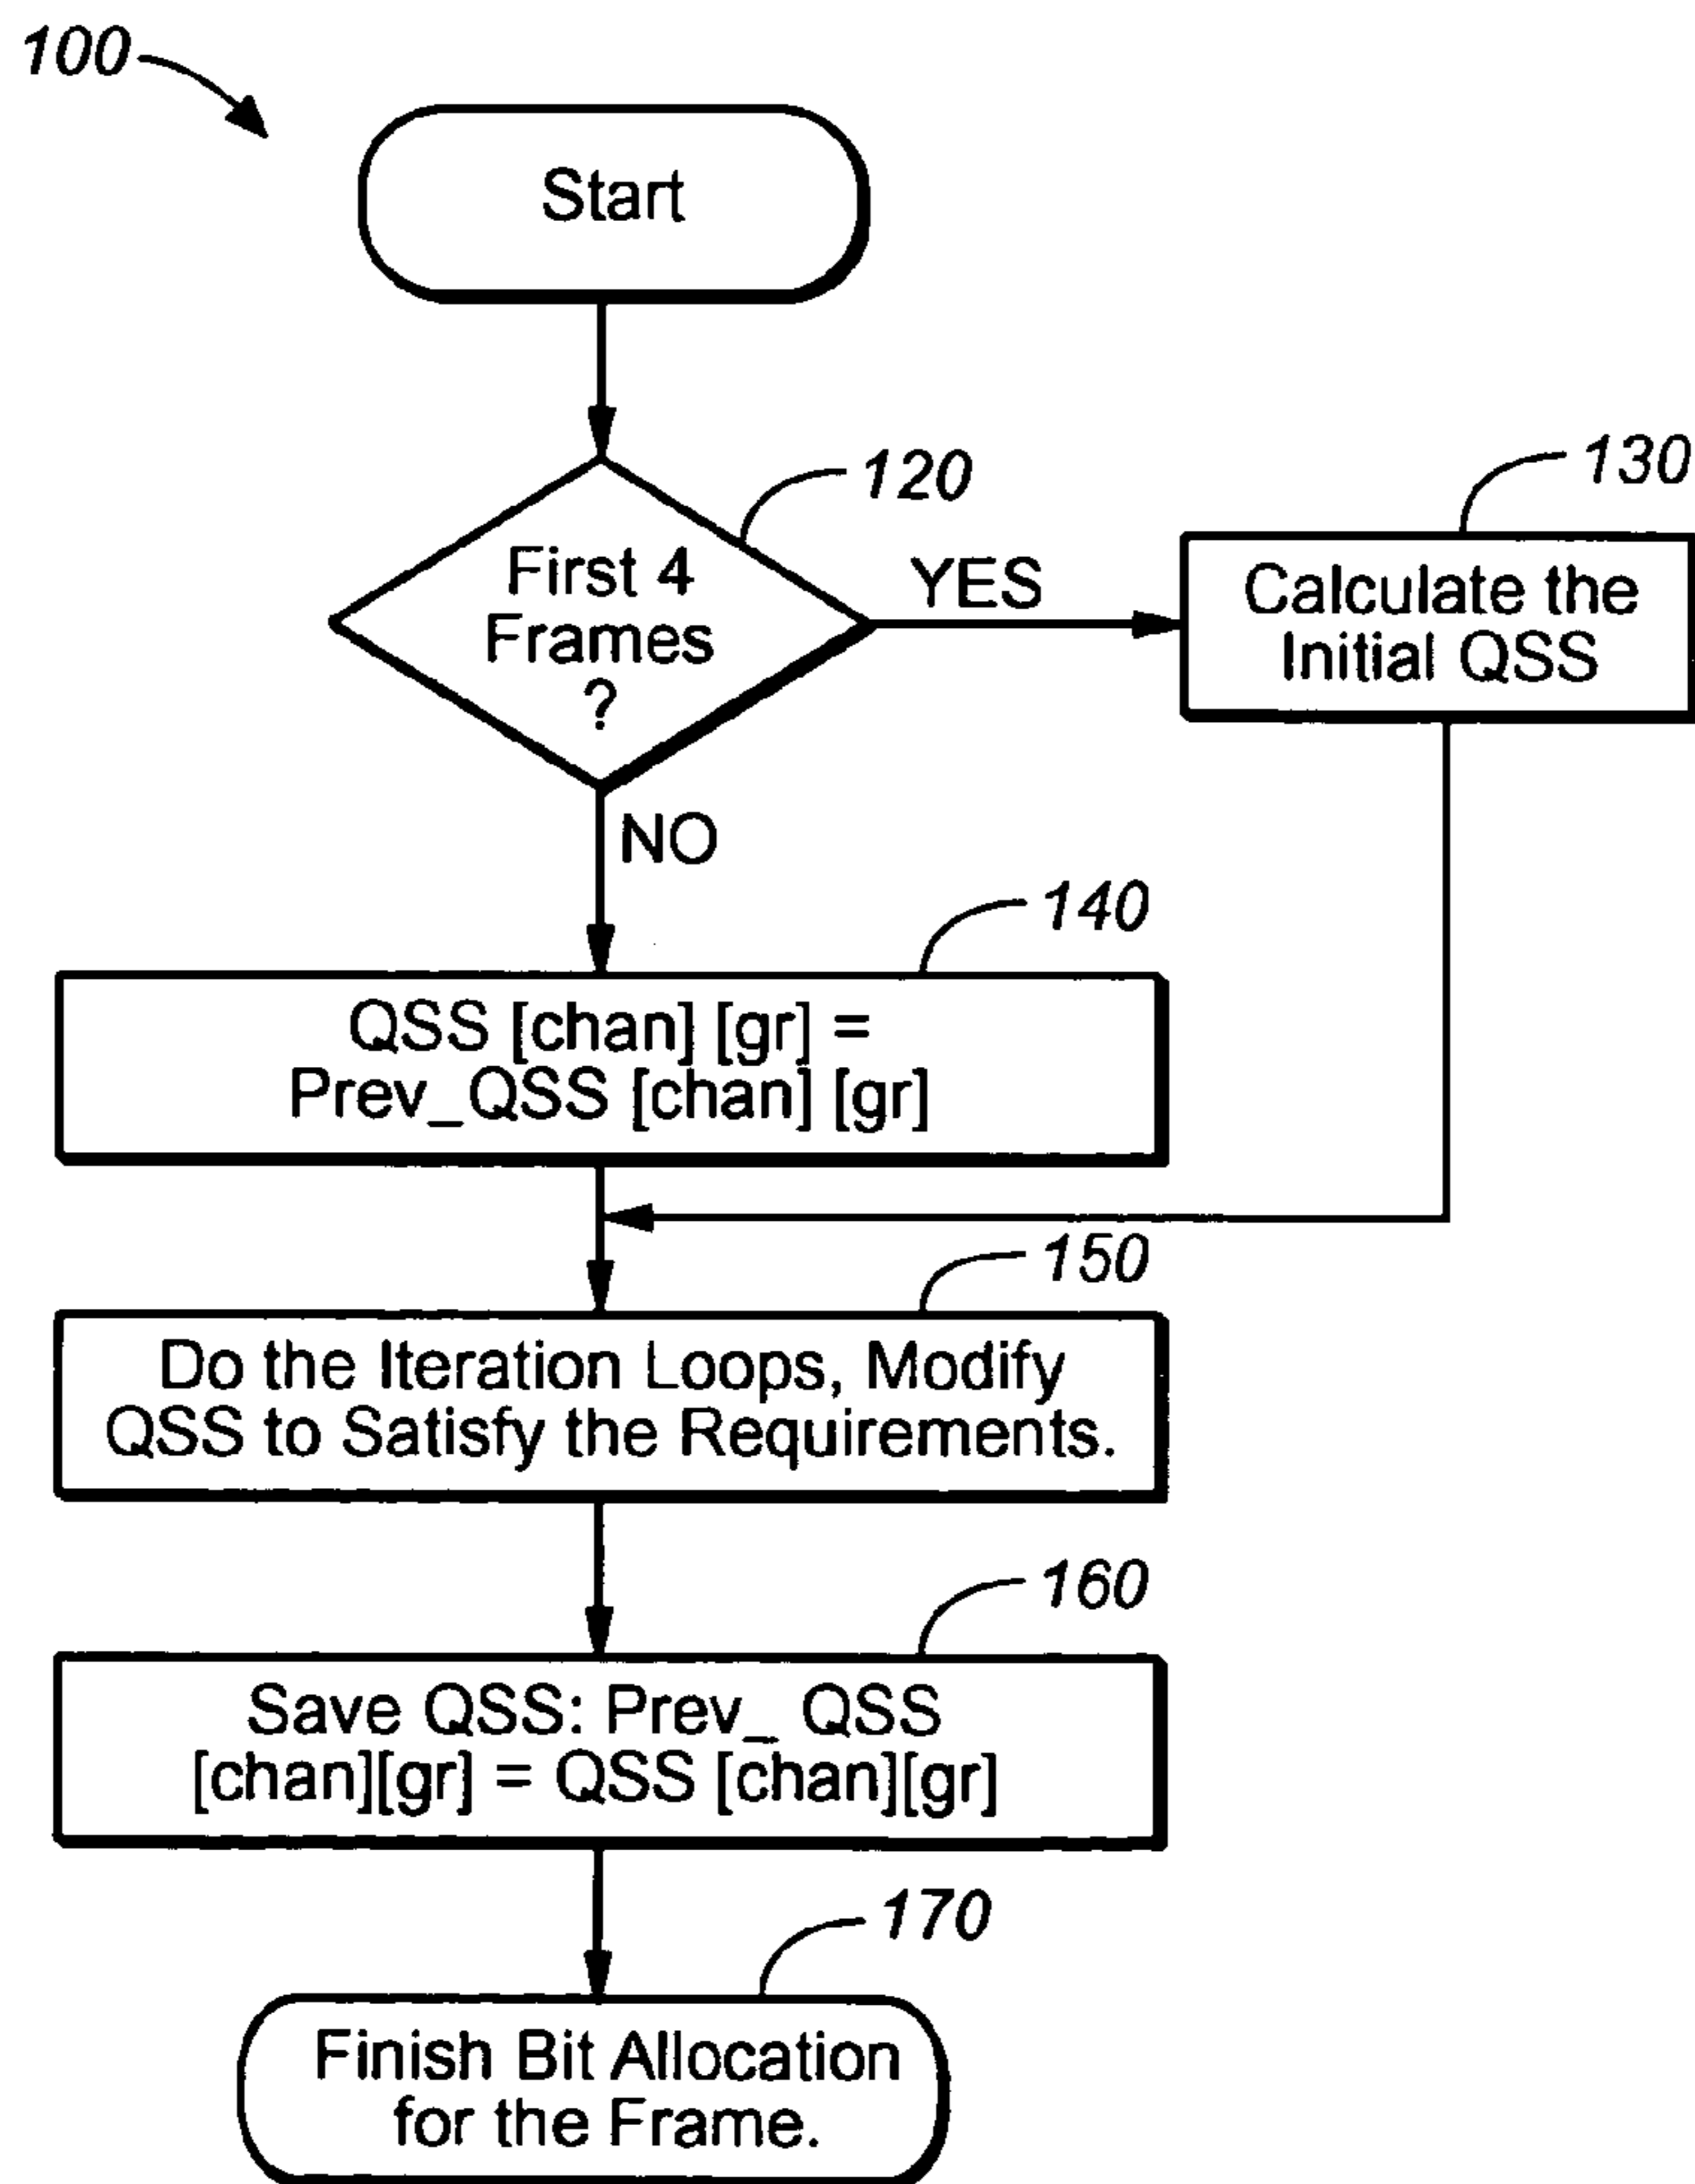 100
Start
120
First 4
Frames
?
YES
130
Calculate the
Initial QSS
NO
140
QSS [chan] [gr] =
Prev_QSS [chan] [gr]
150
Do the Iteration Loops, Modify
QSS to Satisfy the Requirements.
160
Save QSS: Prev_ QSS
[chan][gr] = QSS [chan][gr]
170
Finish Bit Allocation
for the Frame.